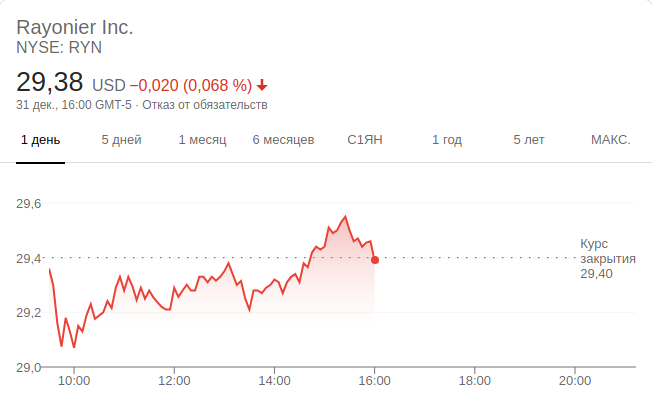 Rayonier Inc.
NYSE: RYN
29,38 USD −0,020 (0,068 %)
31 дек., 16:00 GMT-5 · Отказ от обязательств
1 день 5 дней 1 месяц 6 месяцев С1ЯН 1 год 5 лет МАКС.
29,6
29,4
29,2
29,0
Курс
закрытия
29,40
10:00 12:00 14:00 16:00 18:00 20:00